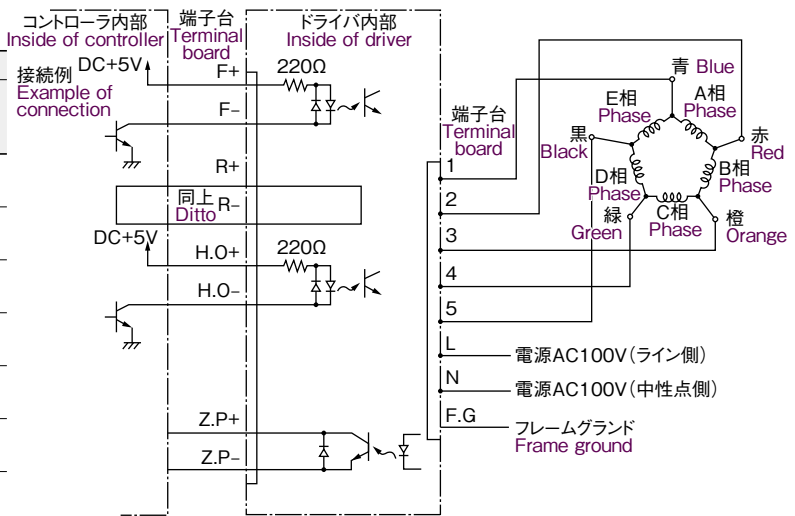 コントローラ内部
Inside of controller
端子台
Terminal
board
ドライバ内部
Inside of driver
接続例
Example of
connection
DC+5V
F+
220Ω
F−
R+
同上
Ditto
R−
DC+5V
H.O+
220Ω
H.O−
Z.P+
Z.P−
端子台
Terminal
board
1
2
3
4
5
L
電源AC100V(ライン側)
N
電源AC100V(中性点側)
F.G
フレームグランド
Frame ground
青 Blue
E相
Phase
A相
Phase
黒
Black
赤
Red
D相
Phase
B相
Phase
緑
Green
C相
Phase
橙
Orange